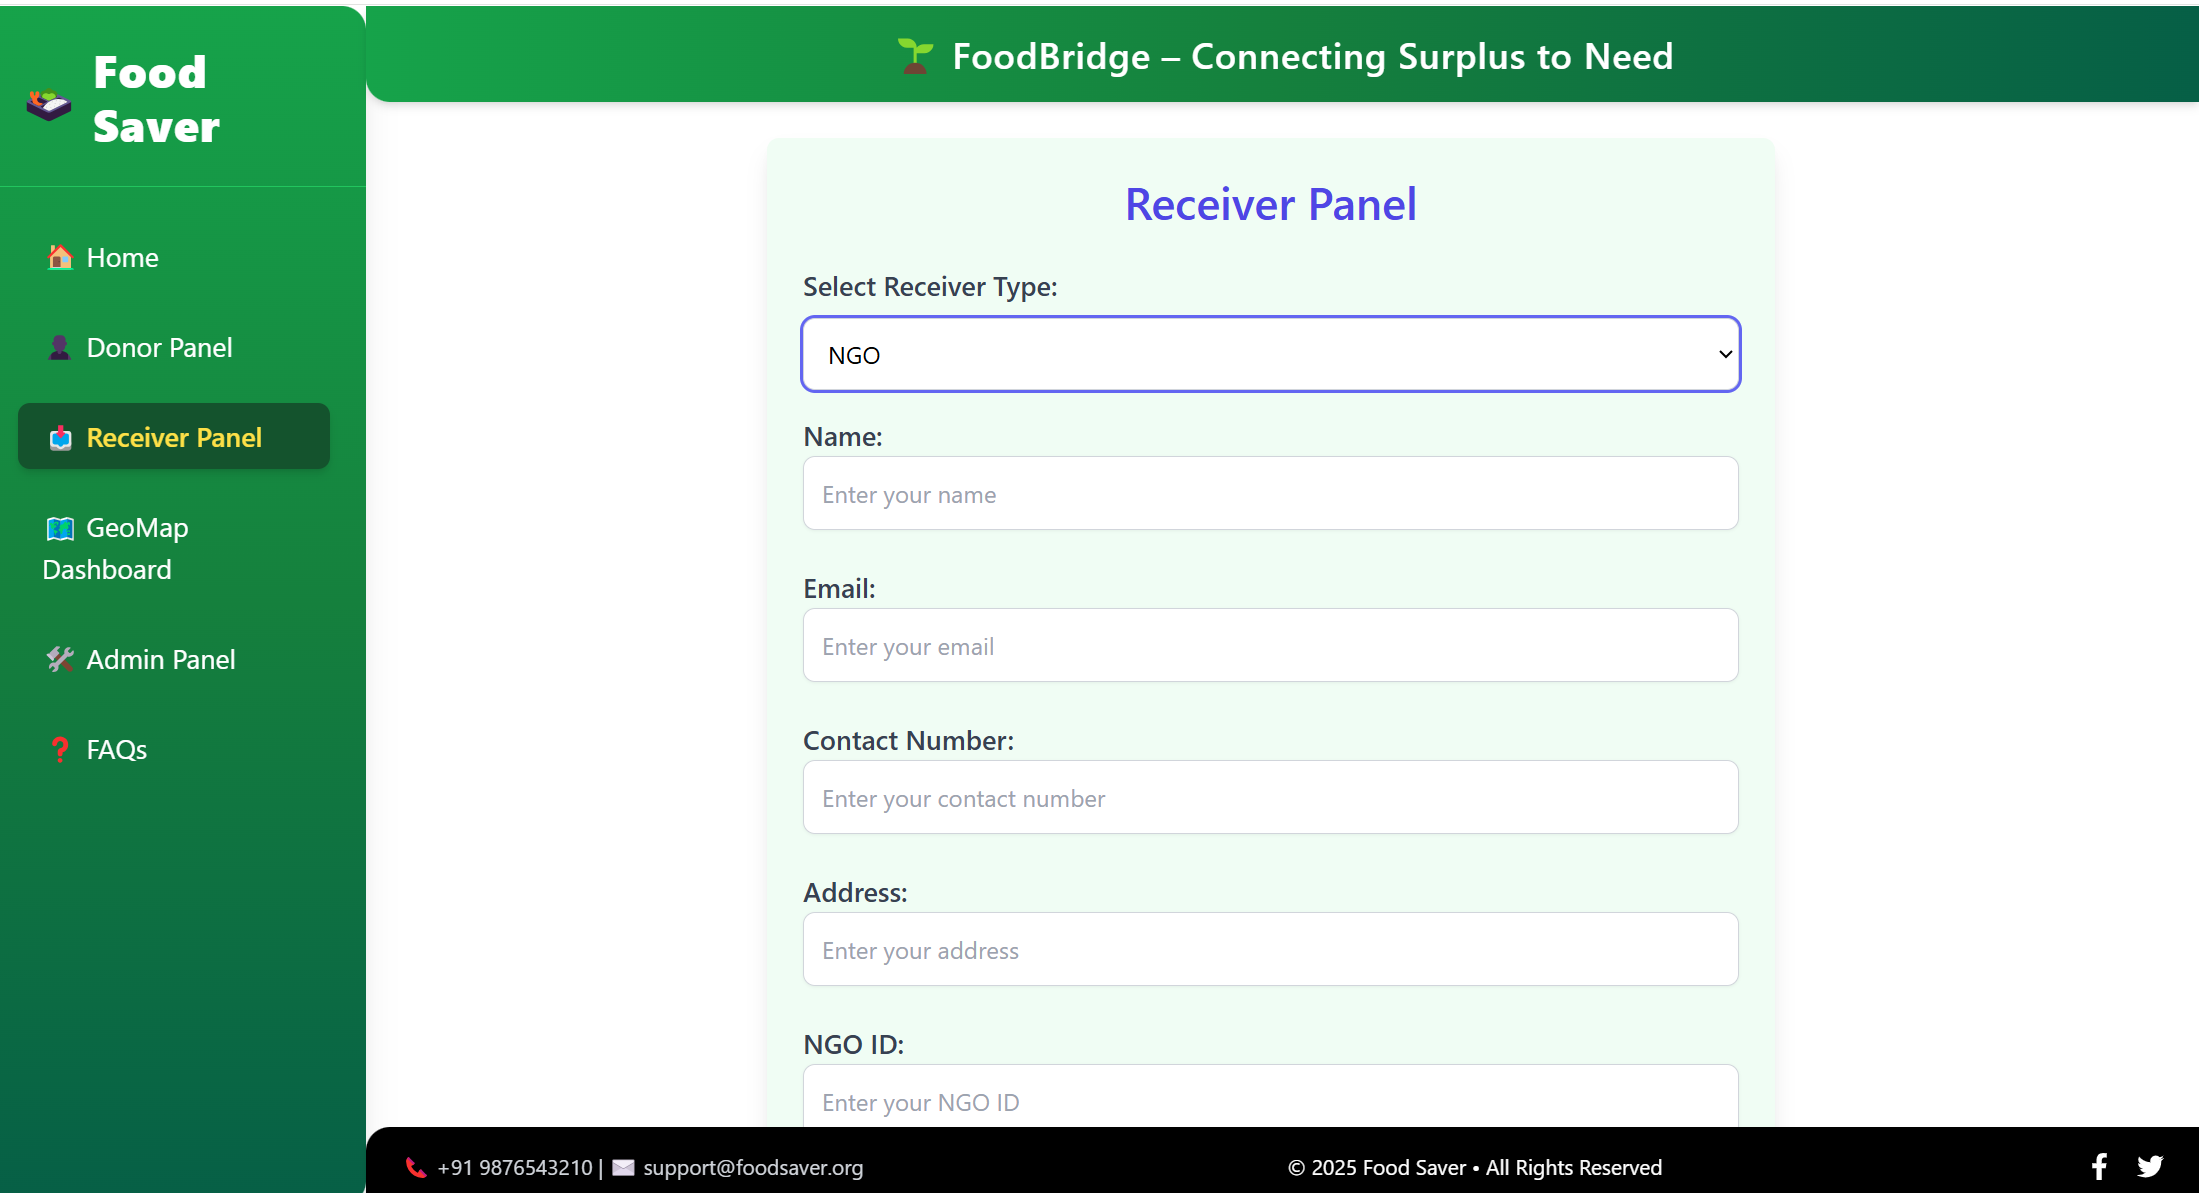 Food
Saver
FoodBridge – Connecting Surplus to Need
Home
Donor Panel
Receiver Panel
GeoMap
Dashboard
Admin Panel
FAQs
Receiver Panel
Select Receiver Type:
NGO
Name:
Enter your name
Email:
Enter your email
Contact Number:
Enter your contact number
Address:
Enter your address
NGO ID:
Enter your NGO ID
+91 9876543210 | support@foodsaver.org
© 2025 Food Saver • All Rights Reserved